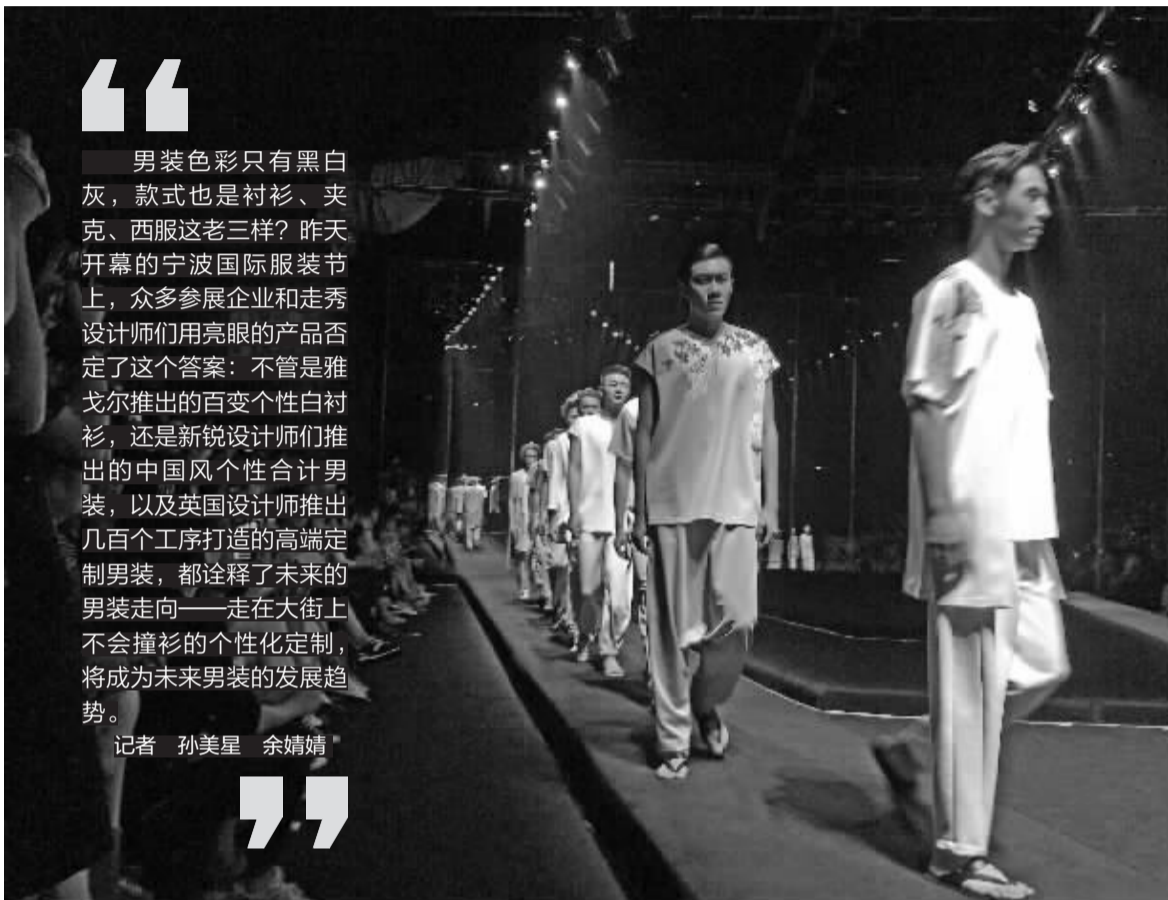 男装色彩只有黑白
灰，款式也是衬衫、夹
克、西服这老三样？昨天
开幕的宁波国际服装节
上，众多参展企业和走秀
设计师们用亮眼的产品否
定了这个答案：不管是雅
戈尔推出的百变个性白衬
衫，还是新锐设计师们推
出的中国风个性合计男
装，以及英国设计师推出
几百个工序打造的高端定
制男装，都诠释了未来的
男装走向——走在大街上
不会撞衫的个性化定制，
将成为未来男装的发展趋
势。
记者　孙美星　余婧婧